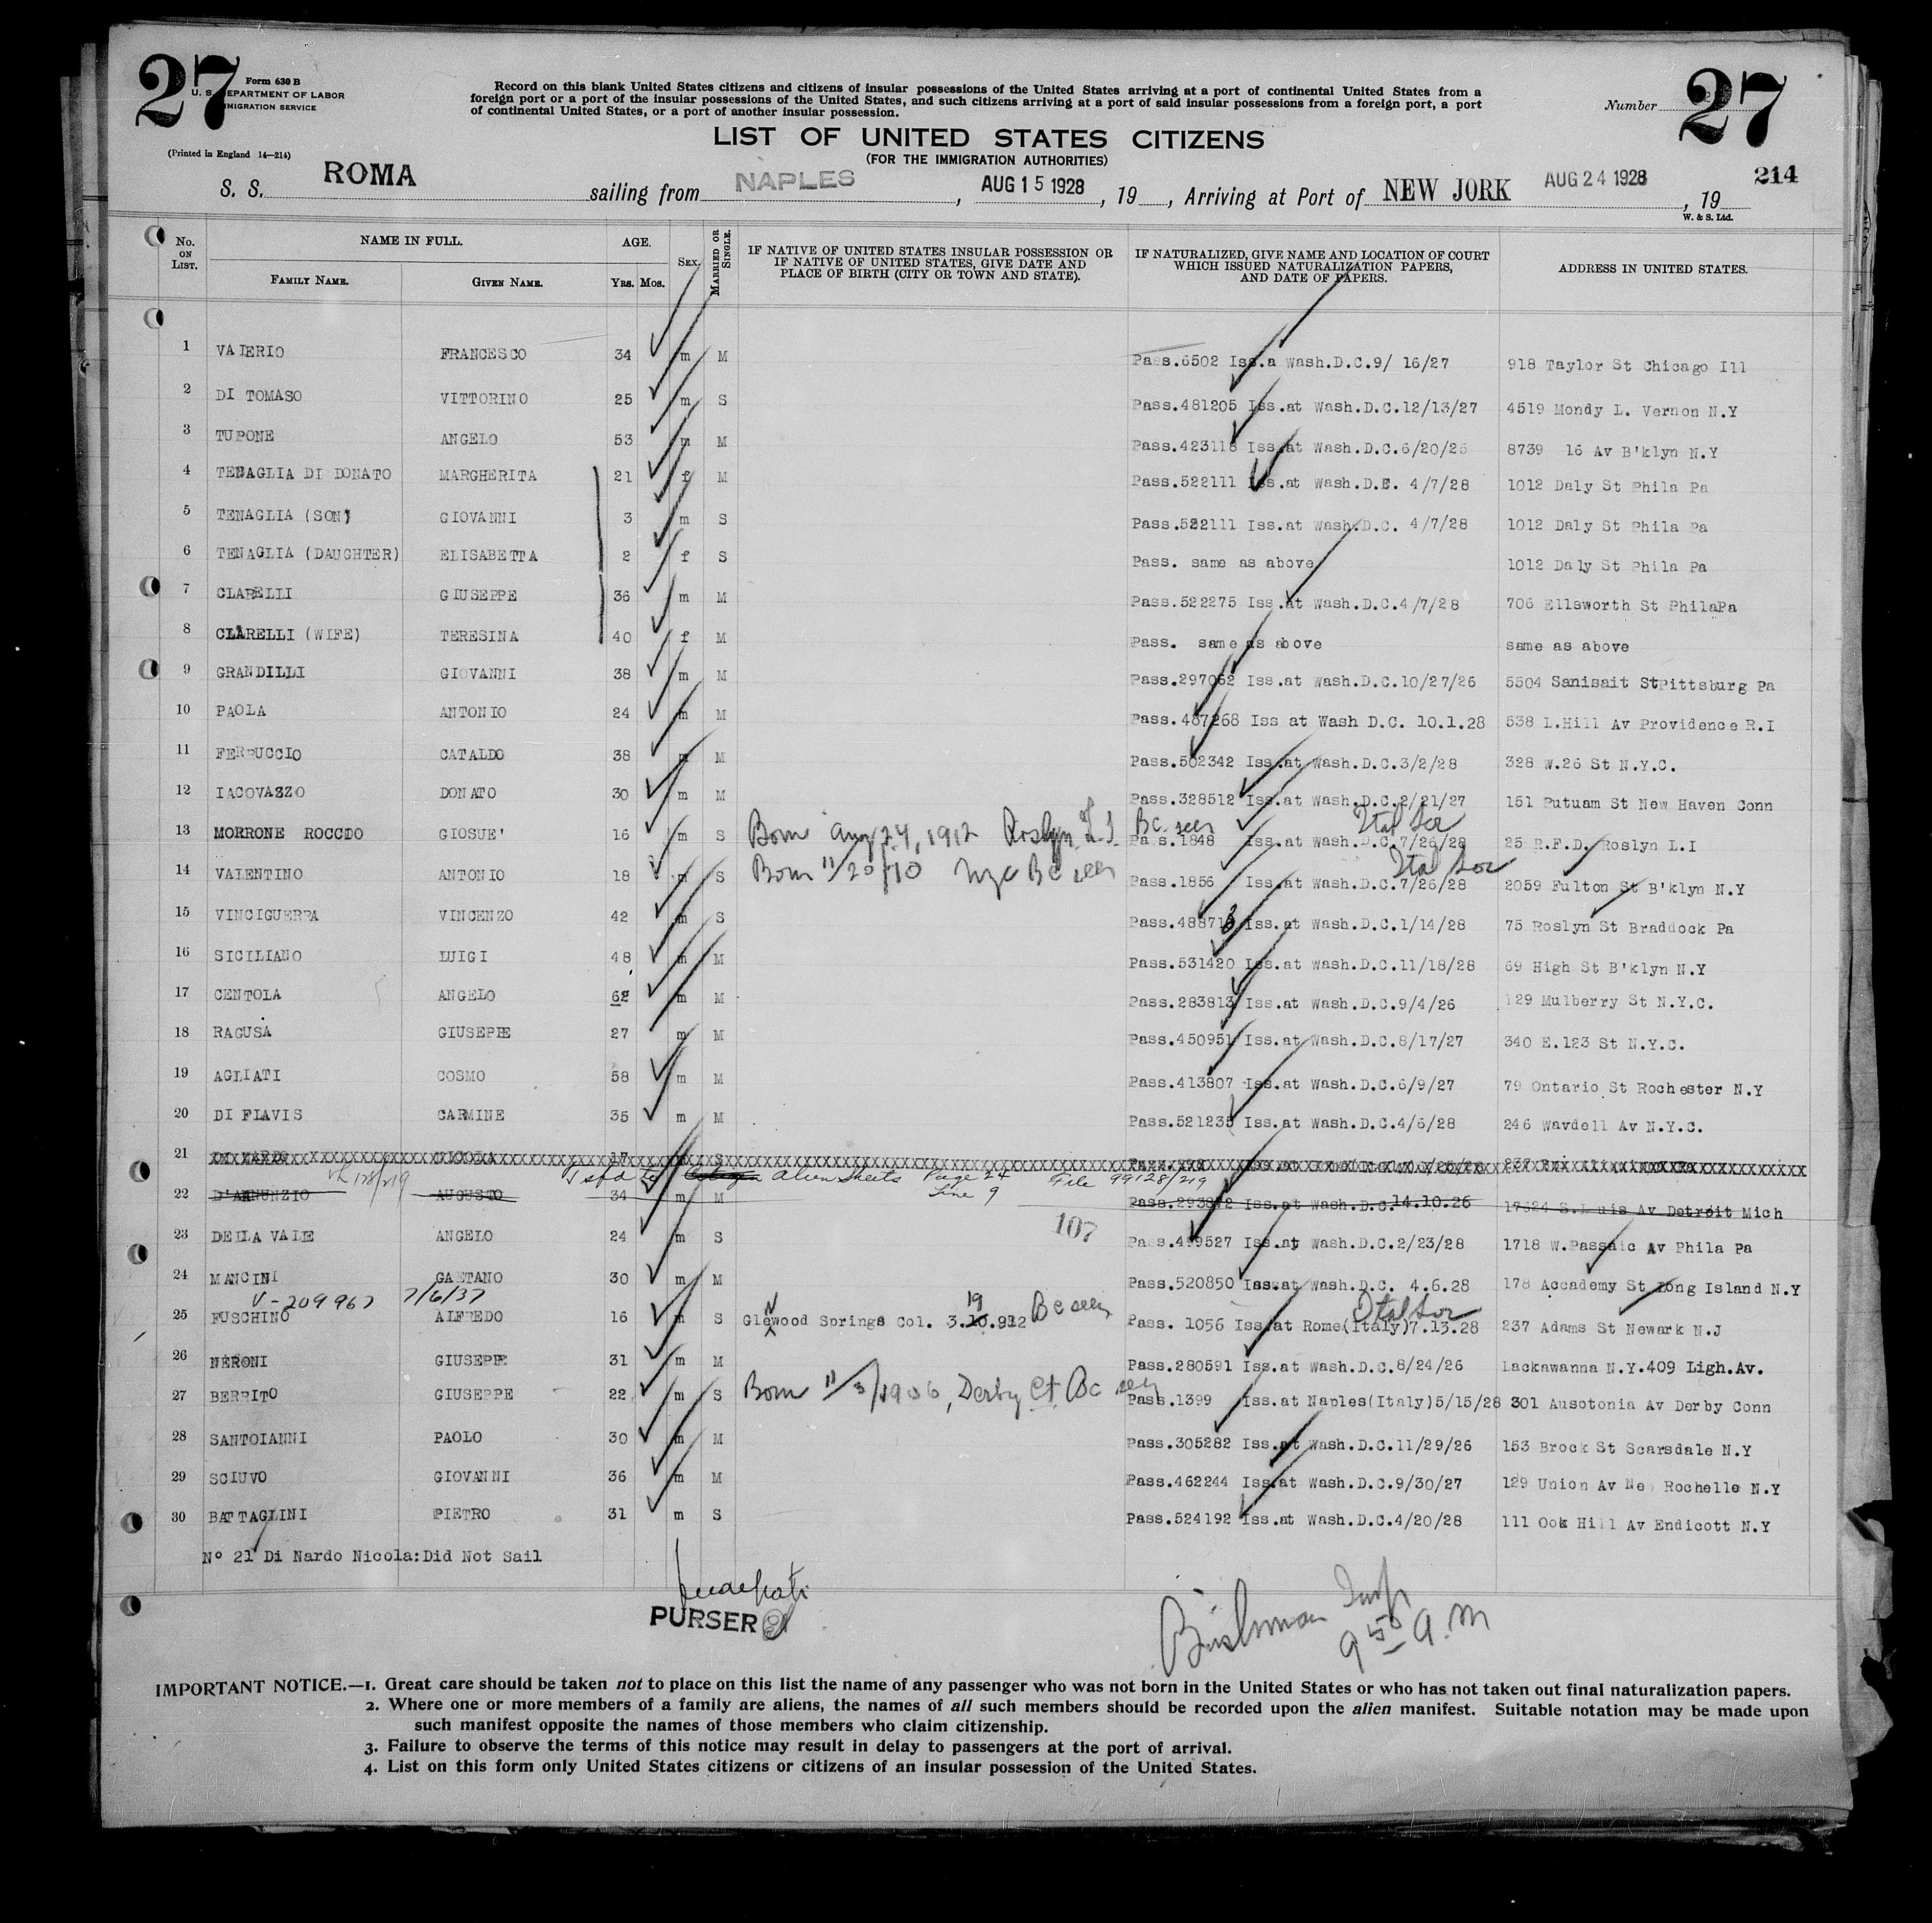 27
Form 630 B
U. S. DEPARTMENT OF LABOR
IMMIGRATION SERVICE
(Printed in England 14—214)
Record on this blank United States citizens and citizens of insular possessions of the United States arriving at a port of continental United States from a
foreign port or a port of the insular possessions of the United States, and such citizens arriving at a port of said insular possessions from a foreign port, a port
of continental United States, or a port of another insular possession.
Number 27
LIST OF UNITED STATES CITIZENS
(FOR THE IMMIGRATION AUTHORITIES)
214
S. S. ROMA sailing from NAPLES, AUG 15 1928, 19 , Arriving at Port of NEW JORK AUG 24 1928, 19
W. & S. Ltd.
No. ON LIST. NAME IN FULL. FAMILY NAME. GIVEN NAME. AGE. YRS. MOS. SEX. MARRIED OR SINGLE. IF NATIVE OF UNITED STATES INSULAR POSSESSION OR IF NATIVE OF UNITED STATES, GIVE DATE AND PLACE OF BIRTH (CITY OR TOWN AND STATE). IF NATURALIZED, GIVE NAME AND LOCATION OF COURT WHICH ISSUED NATURALIZATION PAPERS, AND DATE OF PAPERS. ADDRESS IN UNITED STATES.
1 VALERIO FRANCESCO 34 m M Pass.6502 Iss.a Wash.D.C.9/ 16/27 918 Taylor St Chicago Ill
2 DI TOMASO VITTORINO 25 m S Pass.481205 Iss.at Wash.D.C.12/13/27 4519 Mondy L. Vernon N.Y
3 TUPONE ANGELO 53 m M Pass.423118 Iss.at Wash.D.C.6/20/25 8739 16 Av B'klyn N.Y
4 TENAGLIA DI DONATO MARGHERITA 21 f M Pass.522111 Iss.at Wash.D.E. 4/7/28 1012 Daly St Phila Pa
5 TENAGLIA (SON) GIOVANNI 3 m S Pass.522111 Iss.at Wash.D.C. 4/7/28 1012 Daly St Phila Pa
6 TENAGLIA (DAUGHTER) ELISABETTA 2 f S Pass. same as above 1012 Daly St Phila Pa
7 CLARELLI GIUSEPPE 36 m M Pass.522275 Iss.at Wash.D.C.4/7/28 706 Ellsworth St PhilaPa
8 CLARELLI (WIFE) TERESINA 40 f M Pass. same as above same as above
9 GRANDILLI GIOVANNI 38 m M Pass.297062 Iss.at Wash.D.C.10/27/26 5504 Sanisait StPittsburg Pa
10 PAOLA ANTONIO 24 m M Pass.487268 Iss at Wash D.C. 10.1.28 538 L.Hill Av Providence R.I
11 FERRUCCIO CATALDO 38 m M Pass.502342 Iss.at Wash.D.C.3/2/28 328 W.26 St N.Y.C.
12 IACOVAZZO DONATO 30 m M Pass.328512 Iss.at Wash.D.C.2/21/27 151 Putuam St New Haven Conn
13 MORRONE ROCCDO GIOSUE' 16 m S Born Aug 24, 1912 Roslyn L.I. BC. seen Pass.1848 Iss.at Wash.D.C.7/26/28 25 R.F.D. Roslyn L.I
14 VALENTINO ANTONIO 18 m S Born 11/20/10 NYC BC seen Pass.1856 Iss.at Wash.D.C.7/26/28 2059 Fulton St B'klyn N.Y
15 VINCIGUERRA VINCENZO 42 m S Pass.488713 Iss.at Wash.D.C.1/14/28 75 Roslyn St Braddock Pa
16 SICILIANO LUIGI 48 m M Pass.531420 Iss.at Wash.D.C.11/18/28 69 High St B'klyn N.Y
17 CENTOLA ANGELO 62 m M Pass.283813 Iss.at Wash.D.C.9/4/26 129 Mulberry St N.Y.C.
18 RAGUSA GIUSEPPE 27 m M Pass.450951 Iss.at Wash.D.C.8/17/27 340 E.123 St N.Y.C.
19 AGLIATI COSMO 58 m M Pass.413807 Iss.at Wash.D.C.6/9/27 79 Ontario St Rochester N.Y
20 DI FLAVIS CARMINE 35 m M Pass.521235 Iss.at Wash.D.C.4/6/28 246 Wavdell Av N.Y.C.
21 DI NARDO NICOLA 17 S
Tsfd to Alien Sheets Page 24 Line 9 File 99128/219
22 D'ANNUNZIO AUGUSTO 34 m M Pass.293872 Iss.at Wash.D.C.14.10.26 17624 S.Luis Av Detroit Mich
107
23 DELLA VALE ANGELO 24 m S Pass.499527 Iss.at Wash.D.C.2/23/28 1718 W.Passaic Av Phila Pa
24 MANCINI GAETANO 30 m M Pass.520850 Iss.at Wash.D.C. 4.6.28 178 Accademy St Long Island N.Y
V-209967 7/6/37
25 FUSCHINO ALFREDO 16 m S Glewood Springs Col. 3.10.912 N 19 BC seen Pass. 1056 Iss.at Rome(Italy)7.13.28 237 Adams St Newark N.J
26 NERONI GIUSEPPE 31 m M Pass.280591 Iss.at Wash.D.C.8/24/26 Lackawanna N.Y.409 Ligh.Av.
27 BERRITO GIUSEPPE 22 m S Born 11/3/1906, Derby Ct BC seen Pass.1399 Iss.at Naples(Italy)5/15/28 301 Ausotonia Av Derby Conn
28 SANTOIANNI PAOLO 30 m M Pass.305282 Iss.at Wash.D.C.11/29/26 153 Brock St Scarsdale N.Y
29 SCIUVO GIOVANNI 36 m M Pass.462244 Iss.at Wash.D.C.9/30/27 129 Union Av Ne Rochelle N.Y
30 BATTAGLINI PIETRO 31 m S Pass.524192 Iss.at Wash.D.C.4/20/28 111 Ook Hill Av Endicott N.Y
Nº 21 Di Nardo Nicola:Did Not Sail
PURSER
Bushman Insp 9 50 a.m
IMPORTANT NOTICE.—1. Great care should be taken not to place on this list the name of any passenger who was not born in the United States or who has not taken out final naturalization papers.
2. Where one or more members of a family are aliens, the names of all such members should be recorded upon the alien manifest. Suitable notation may be made upon
such manifest opposite the names of those members who claim citizenship.
3. Failure to observe the terms of this notice may result in delay to passengers at the port of arrival.
4. List on this form only United States citizens or citizens of an insular possession of the United States.